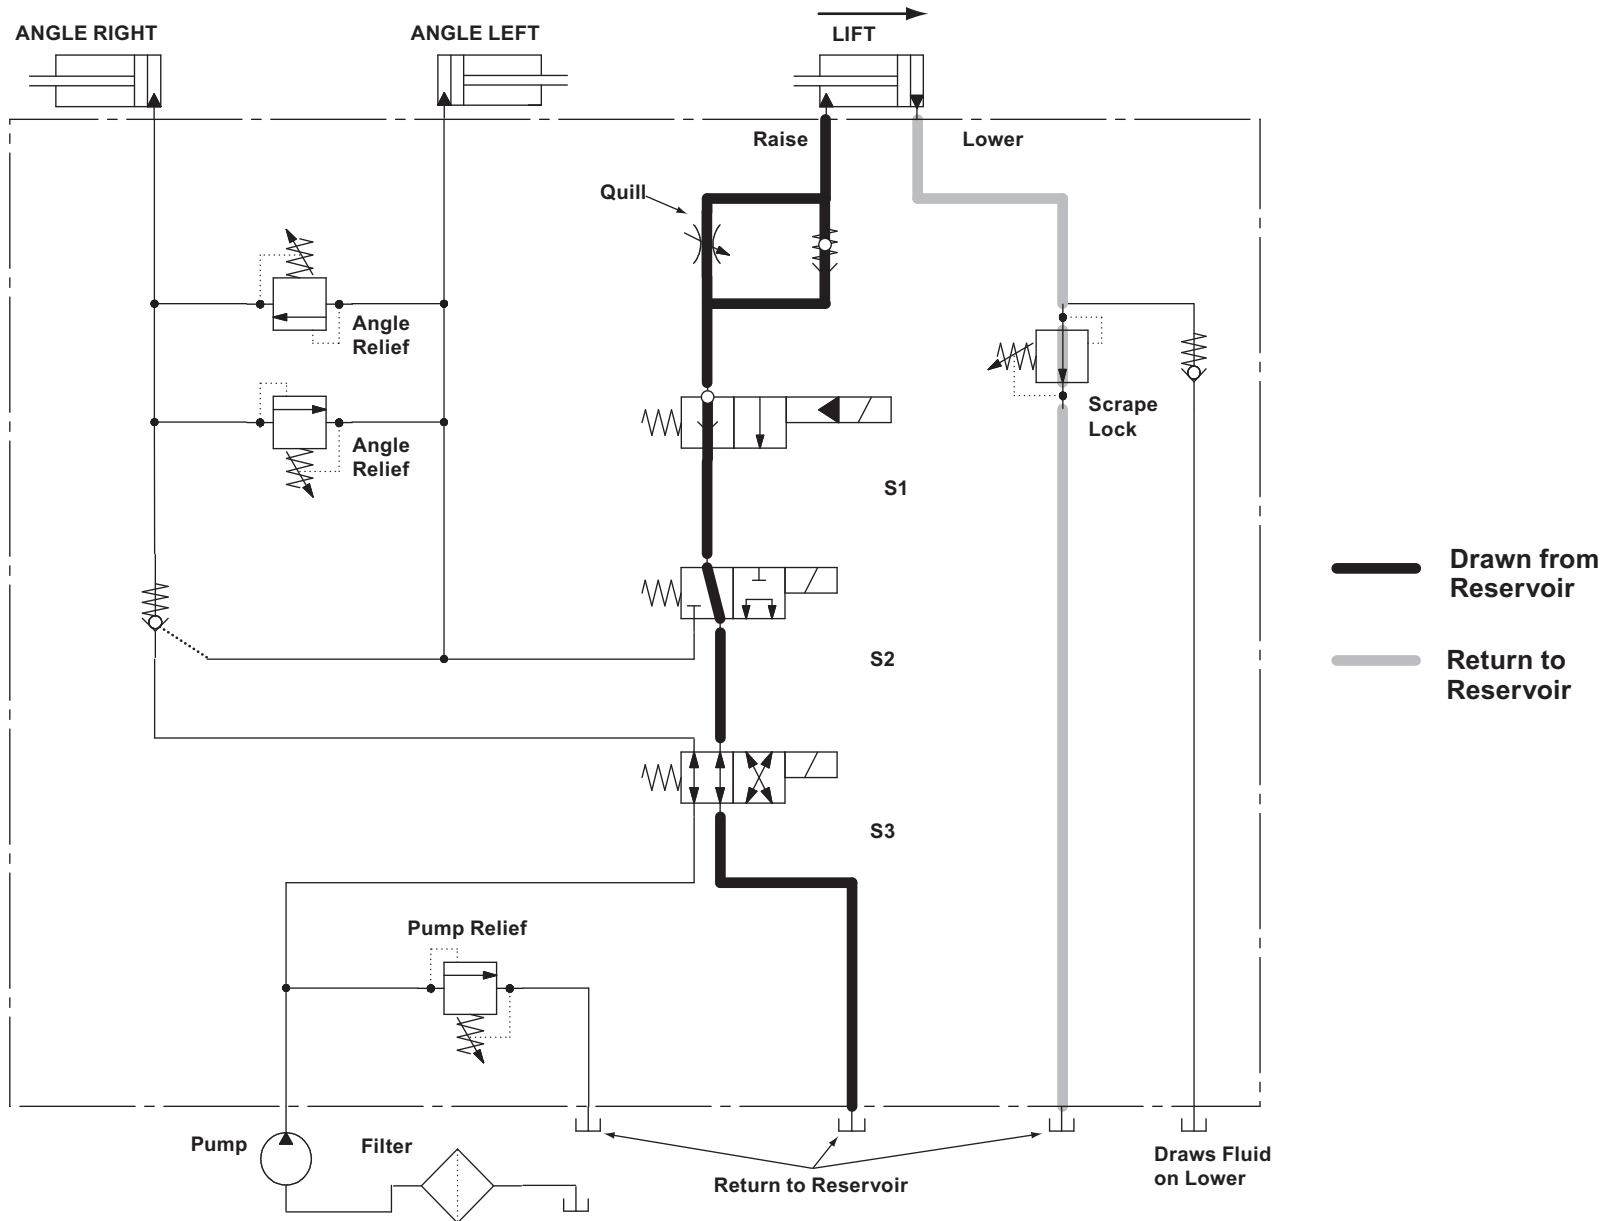 ANGLE RIGHT
ANGLE LEFT
LIFT
Raise
Lower
Quill
Angle
Relief
Angle
Relief
Scrape
Lock
S1
S2
S3
Drawn from
Reservoir
Return to
Reservoir
Pump Relief
Pump
Filter
Return to Reservoir
Draws Fluid
on Lower